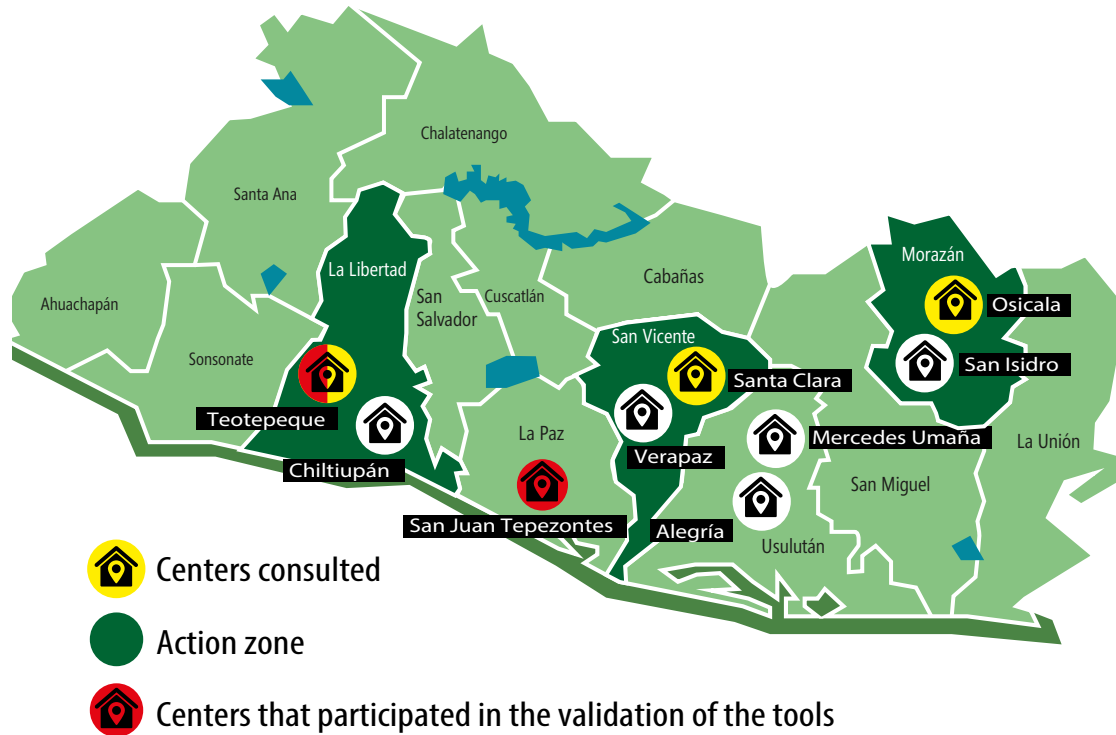 Chalatenango
Santa Ana
La Libertad
Morazán
Cabañas
Ahuachapán
San
Salvador
Cuscatlán
Osicala
San Vicente
Sonsonate
San Isidro
Santa Clara
Teotepeque
La Paz
Mercedes Umaña
La Unión
Verapaz
Chiltiupán
San Miguel
San Juan Tepezontes
Alegría
Usulután
Centers consulted
Action zone
Centers that participated in the validation of the tools